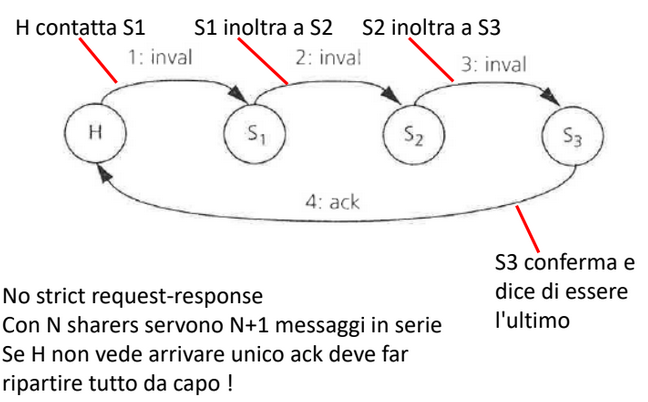 H contatta S1
S1 inoltra a S2
S2 inoltra a S3
1: inval
2: inval
3: inval
H
S1
S2
S3
4: ack
S3 conferma e
dice di essere
l'ultimo
No strict request-response
Con N sharers servono N+1 messaggi in serie
Se H non vede arrivare unico ack deve far
ripartire tutto da capo !